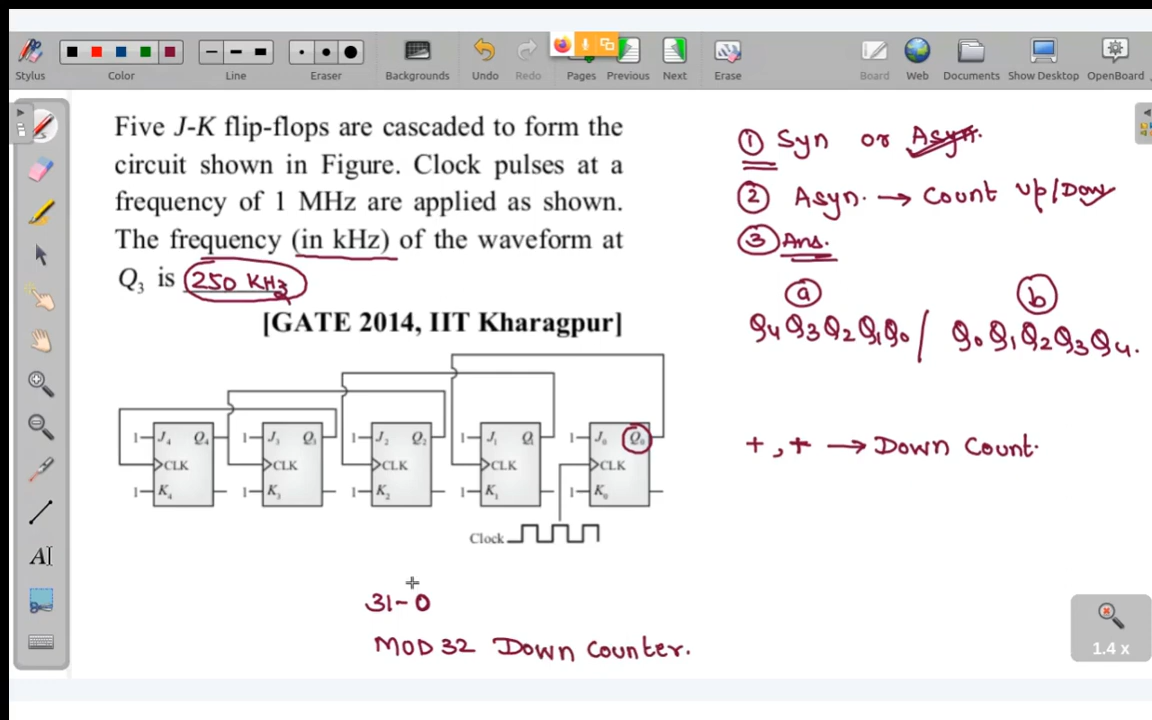 Stylus Color Line Eraser Backgrounds Undo Redo Pages Previous Next Erase Board Web Documents Show Desktop OpenBoard
Five J-K flip-flops are cascaded to form the
circuit shown in Figure. Clock pulses at a
frequency of 1 MHz are applied as shown.
The frequency (in kHz) of the waveform at
Q₃ is 250 KHz
[GATE 2014, IIT Kharagpur]
① Syn or Asyn.
② Asyn. → Count Up/Down
③ Ans.
ⓐ ⓑ
Q₄Q₃Q₂Q₁Q₀ / Q₀Q₁Q₂Q₃Q₄.
+, + → Down Count.
1 J₄ Q₄ 1 J₃ Q₃ 1 J₂ Q₂ 1 J₁ Q 1 J₀ Q₀
CLK CLK CLK CLK CLK
1 K₄ 1 K₃ 1 K₂ 1 K₁ 1 K₀
Clock
31-0
MOD 32 Down Counter.
AI
1.4 x